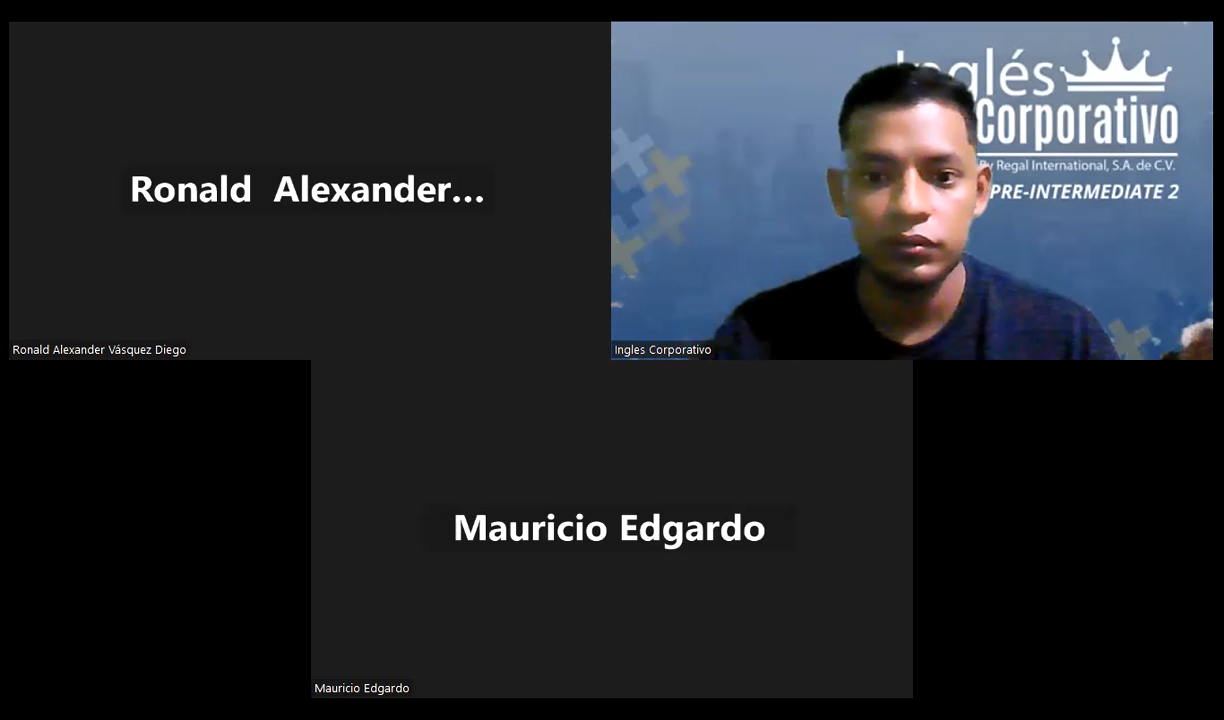 Ronald Alexander...
Ronald Alexander Vásquez Diego
Inglés
Corporativo
By Regal International, S.A. de C.V.
PRE-INTERMEDIATE 2
Ingles Corporativo
Mauricio Edgardo
Mauricio Edgardo